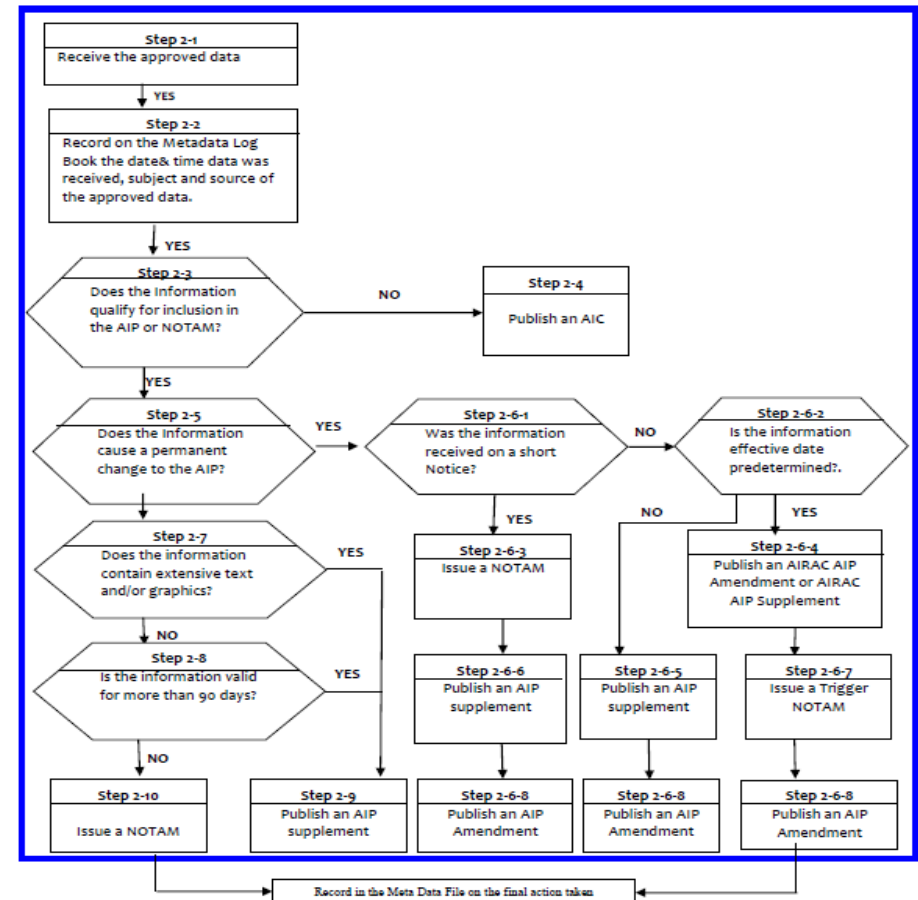 Step 2-1
Receive the approved data
YES
Step 2-2
Record on the Metadata Log
Book the date& time data was
received, subject and source of
the approved data.
YES
Step 2-3
Does the Information
qualify for inclusion in
the AIP or NOTAM?
NO
Step 2-4
Publish an AIC
YES
Step 2-5
Does the Information
cause a permanent
change to the AIP?
YES
Step 2-6-1
Was the information
received on a short
Notice?
NO
Step 2-6-2
Is the information
effective date
predetermined?.
Step 2-7
Does the information
contain extensive text
and/or graphics?
YES
YES
Step 2-6-3
Issue a NOTAM
NO
YES
Step 2-6-4
Publish an AIRAC AIP
Amendment or AIRAC
AIP Supplement
NO
Step 2-8
Is the information valid
for more than 90 days?
YES
Step 2-6-6
Publish an AIP
supplement
Step 2-6-5
Publish an AIP
supplement
Step 2-6-7
Issue a Trigger
NOTAM
NO
Step 2-10
Issue a NOTAM
Step 2-9
Publish an AIP
supplement
Step 2-6-8
Publish an AIP
Amendment
Step 2-6-8
Publish an AIP
Amendment
Step 2-6-8
Publish an AIP
Amendment
Record in the Meta Data File on the final action taken